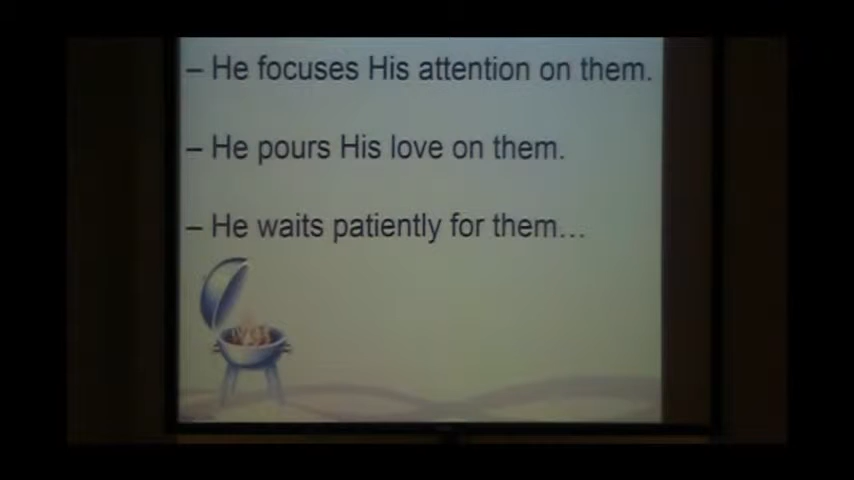 – He focuses His attention on them.
– He pours His love on them.
– He waits patiently for them…